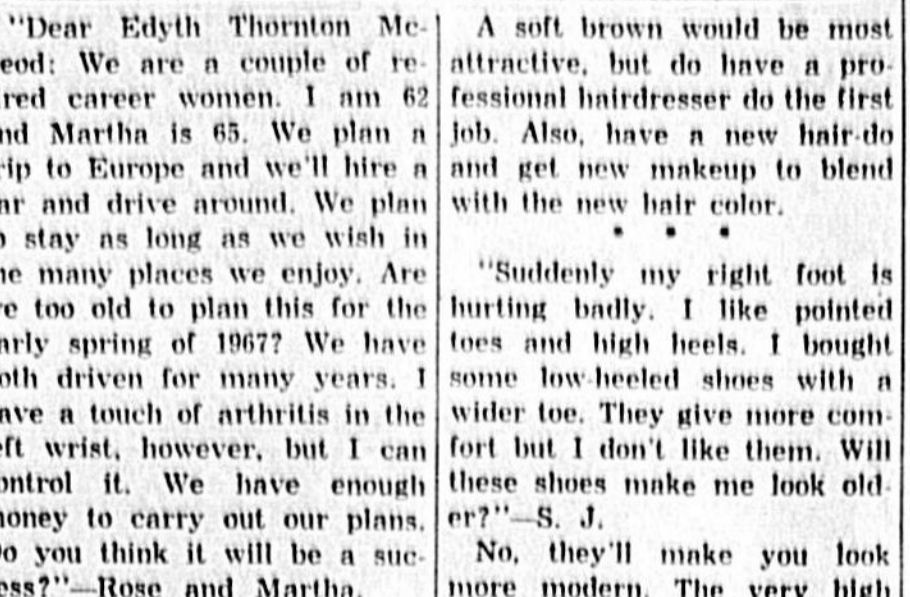 "Dear Edyth Thornton Mc-
eod: We are a couple of re-
red career women. I am 62
nd Martha is 65. We plan a
rip to Europe and we'll hire a
ar and drive around. We plan
o stay as long as we wish in
he many places we enjoy. Are
e too old to plan this for the
arly spring of 1967? We have
oth driven for many years. I
ave a touch of arthritis in the
eft wrist, however, but I can
ontrol it. We have enough
oney to carry out our plans.
o you think it will be a suc-
ess?"—Rose and Martha.
A soft brown would be most
attractive, but do have a pro-
fessional hairdresser do the first
job. Also, have a new hair-do
and get new makeup to blend
with the new hair color.
"Suddenly my right foot is
hurting badly. I like pointed
toes and high heels. I bought
some low-heeled shoes with a
wider toe. They give more com-
fort but I don't like them. Will
these shoes make me look old-
er?"—S. J.
No, they'll make you look
more modern. The very high